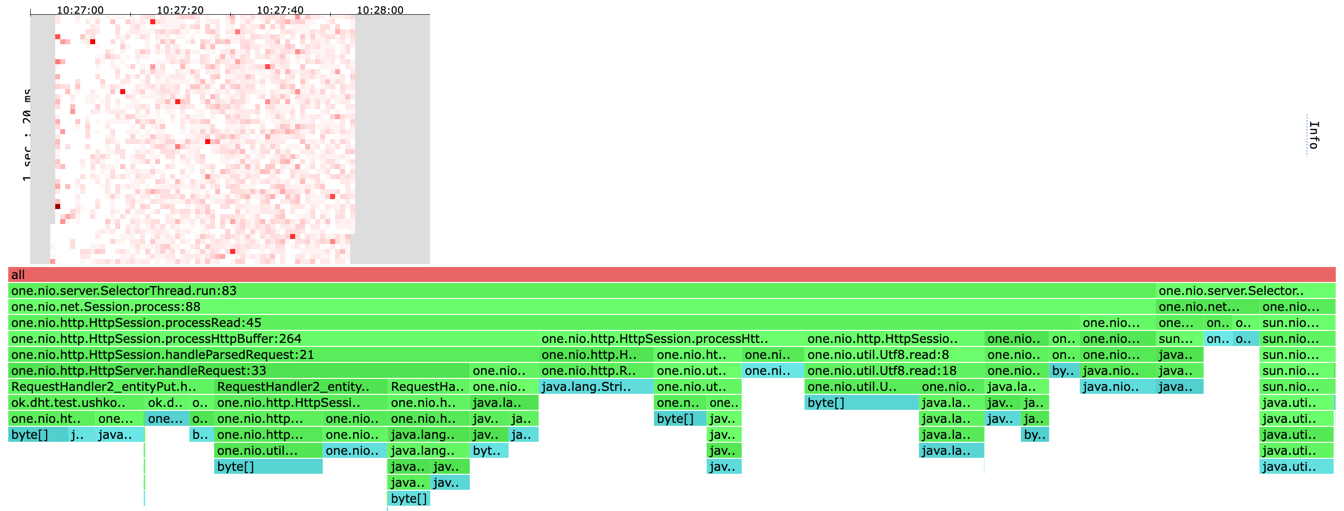 10:27:00 10:27:20 10:27:40 10:28:00
1 sec : 20 ms
Info
all
one.nio.server.SelectorThread.run:83 one.nio.server.Selector..
one.nio.net.Session.process:88 one.nio.net... one.nio...
one.nio.http.HttpSession.processRead:45 one.nio... one... on.. o.. sun.nio...
one.nio.http.HttpSession.processHttpBuffer:264 one.nio.http.HttpSession.processHtt.. one.nio.http.HttpSessio.. one.nio.. on.. one.nio... sun... on.. o.. sun.nio...
one.nio.http.HttpSession.handleParsedRequest:21 one.nio.http.H.. one.nio.ht.. one.ni.. one.nio.util.Utf8.read:8 one.nio.. on.. one.nio... java.. sun.nio...
one.nio.http.HttpServer.handleRequest:33 one.nio... one.nio.http.R.. one.nio.ut.. one.ni.. one.nio.util.Utf8.read:18 one.nio.. by.. java.nio... java... sun.nio...
RequestHandler2_entityPut.h.. RequestHandler2_entity.. RequestHa.. one.nio... java.lang.Stri.. one.nio.ut.. one.nio.util.U.. one.nio... java.la.. java.nio... java... sun.nio...
ok.dht.test.ushko.. ok.d.. o.. one.nio.http.HttpSessi.. one.nio.h.. java.la.. one.n.. one.. byte[] java.la.. jav.. ja.. java.uti..
one.nio.ht.. one... one... o.. one.nio.http... one.nio.. one.nio.h.. jav.. ja.. byte[] jav.. java.la.. jav.. ja.. java.uti..
byte[] j.. java.. b.. one.nio.http... one.nio.. java.lang.. jav.. ja.. jav.. java.la.. by.. java.uti..
one.nio.util... one.nio.. java.lang.. byt.. jav.. java.la.. java.uti..
byte[] java.. jav.. jav.. java.uti..
java.. jav..
byte[]